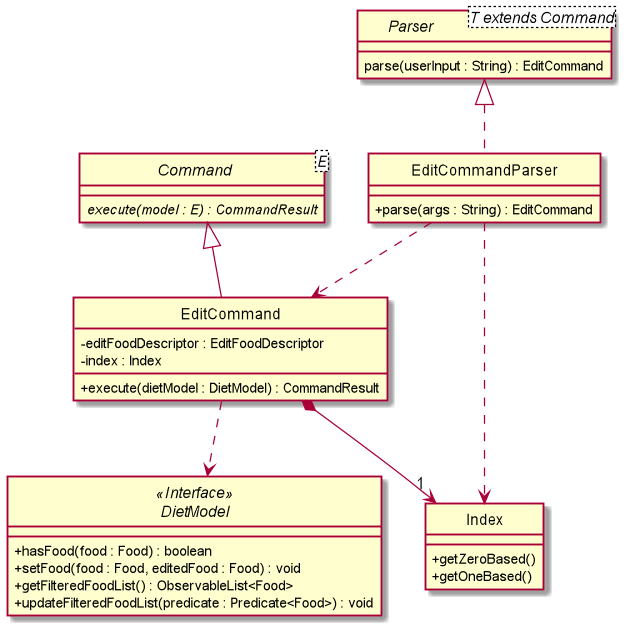 Parser
T extends Command
parse(userInput : String) : EditCommand
Command
E
execute(model : E) : CommandResult
EditCommandParser
+parse(args : String) : EditCommand
EditCommand
-editFoodDescriptor : EditFoodDescriptor
-index : Index
+execute(dietModel : DietModel) : CommandResult
1
«Interface»
DietModel
+hasFood(food : Food) : boolean
+setFood(food : Food, editedFood : Food) : void
+getFilteredFoodList() : ObservableList<Food>
+updateFilteredFoodList(predicate : Predicate<Food>) : void
Index
+getZeroBased()
+getOneBased()